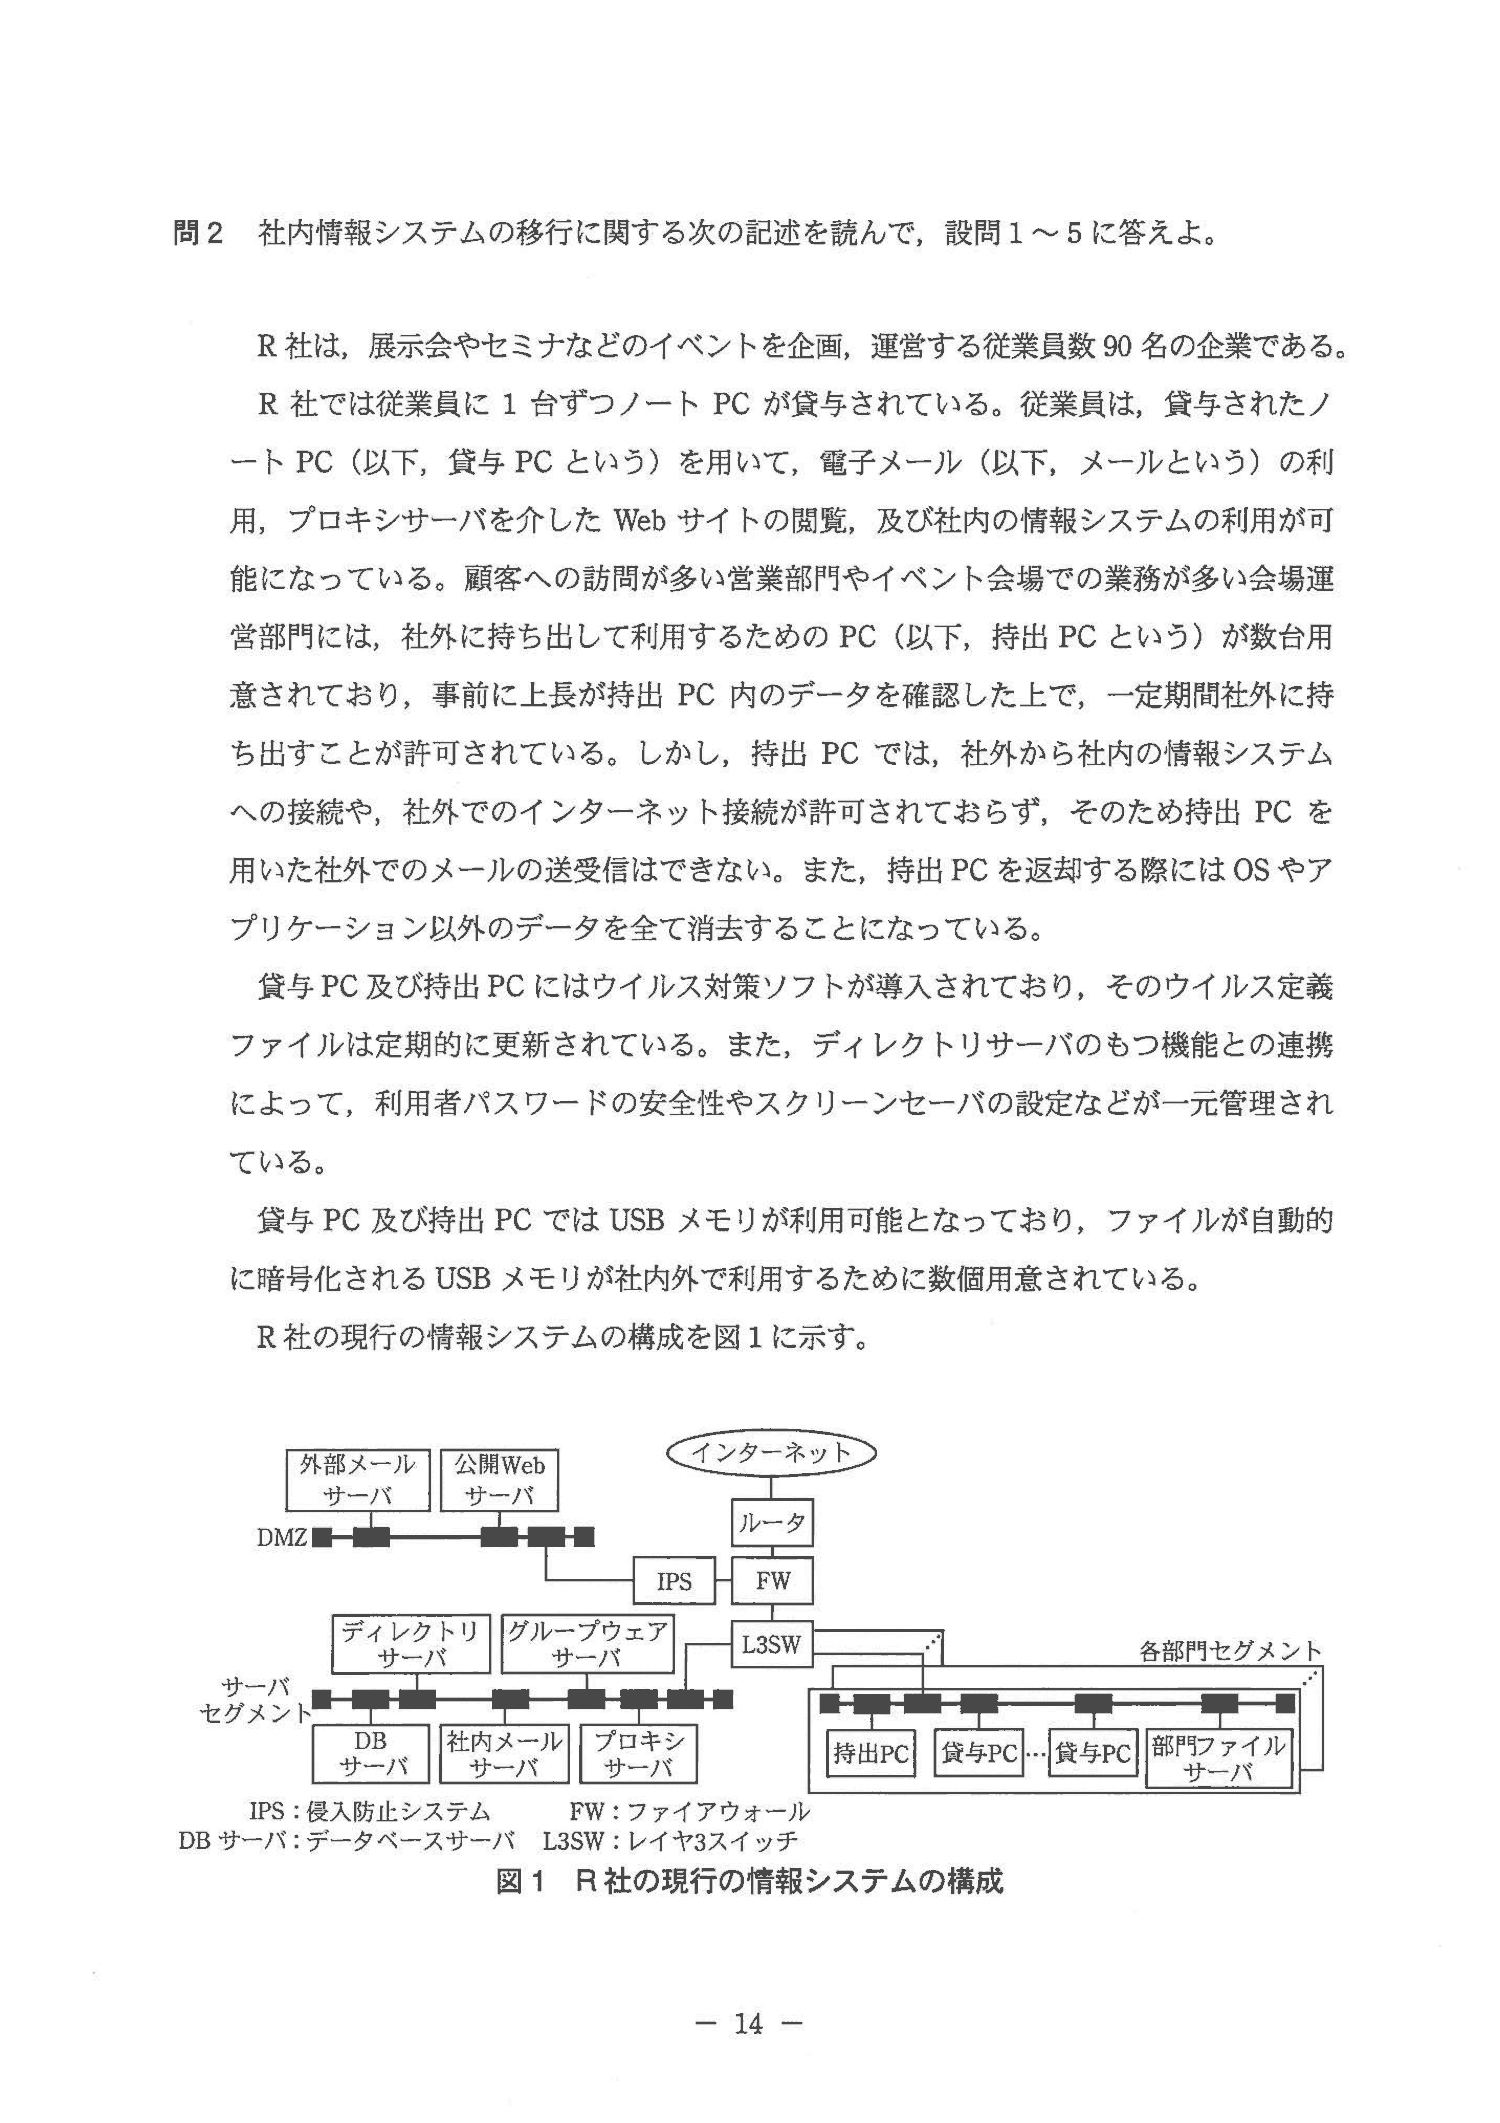 問2　社内情報システムの移行に関する次の記述を読んで，設問1～5に答えよ。
R社は，展示会やセミナなどのイベントを企画，運営する従業員数90名の企業である。
R社では従業員に1台ずつノートPCが貸与されている。従業員は，貸与されたノ
ートPC（以下，貸与PCという）を用いて，電子メール（以下，メールという）の利
用，プロキシサーバを介したWebサイトの閲覧，及び社内の情報システムの利用が可
能になっている。顧客への訪問が多い営業部門やイベント会場での業務が多い会場運
営部門には，社外に持ち出して利用するためのPC（以下，持出PCという）が数台用
意されており，事前に上長が持出PC内のデータを確認した上で，一定期間社外に持
ち出すことが許可されている。しかし，持出PCでは，社外から社内の情報システム
への接続や，社外でのインターネット接続が許可されておらず，そのため持出PCを
用いた社外でのメールの送受信はできない。また，持出PCを返却する際にはOSやア
プリケーション以外のデータを全て消去することになっている。
貸与PC及び持出PCにはウイルス対策ソフトが導入されており，そのウイルス定義
ファイルは定期的に更新されている。また，ディレクトリサーバのもつ機能との連携
によって，利用者パスワードの安全性やスクリーンセーバの設定などが一元管理され
ている。
貸与PC及び持出PCではUSBメモリが利用可能となっており，ファイルが自動的
に暗号化されるUSBメモリが社内外で利用するために数個用意されている。
R社の現行の情報システムの構成を図1に示す。
インターネット
外部メール
サーバ
公開Web
サーバ
ルータ
DMZ
IPS
FW
ディレクトリ
サーバ
グループウェア
サーバ
L3SW
各部門セグメント
サーバ
セグメント
DB
サーバ
社内メール
サーバ
プロキシ
サーバ
持出PC
貸与PC
…
貸与PC
部門ファイル
サーバ
IPS：侵入防止システム　FW：ファイアウォール
DBサーバ：データベースサーバ　L3SW：レイヤ3スイッチ
図1　R社の現行の情報システムの構成
－ 14 －